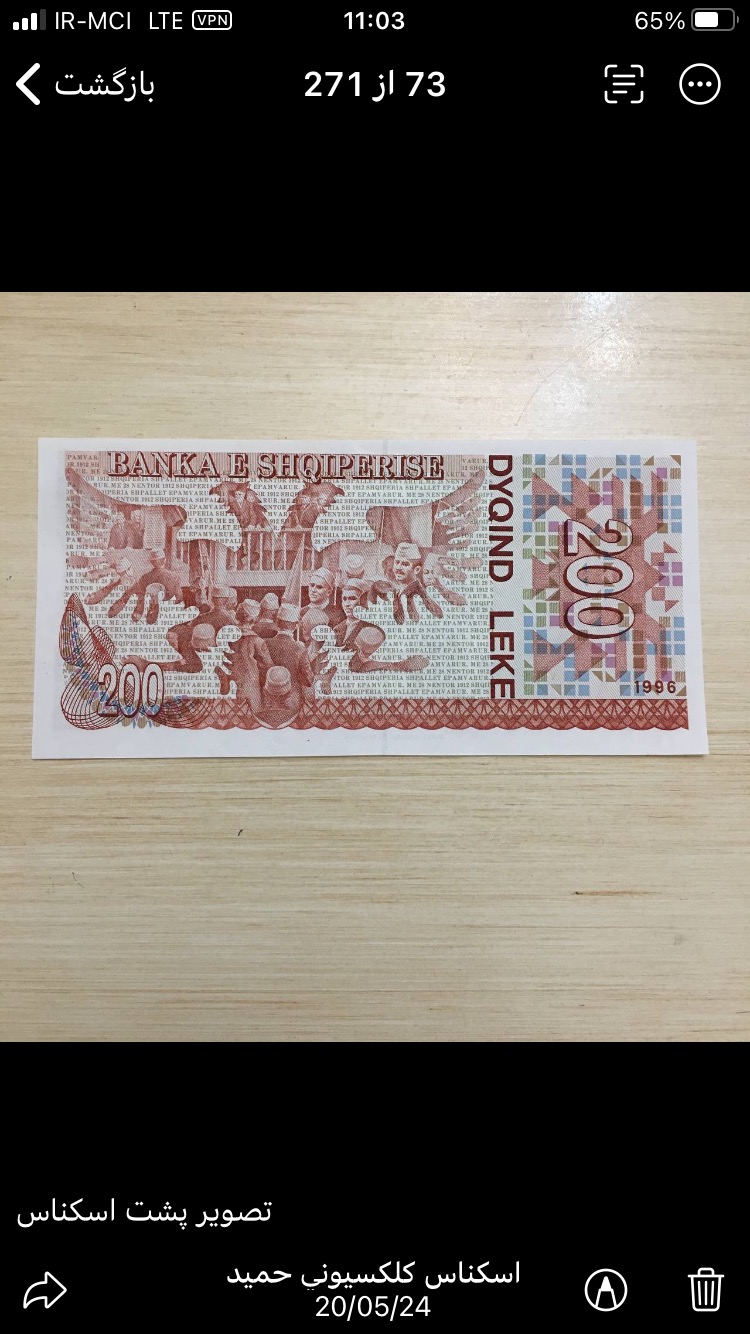 IR-MCI LTE VPN 11:03 65%
بازگشت
73 از 271
BANKA E SHQIPERISE
DYQIND LEKE
200
200
1996
تصویر پشت اسکناس
اسکناس کلکسیوني حمید
20/05/24